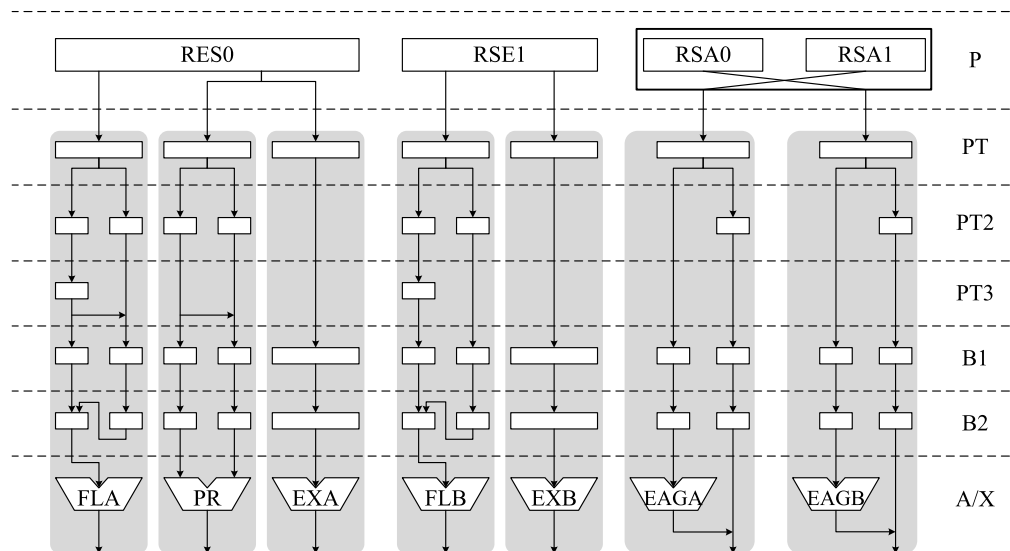 RES0 RSE1 RSA0 RSA1 P
PT
PT2
PT3
B1
B2
FLA PR EXA FLB EXB EAGA EAGB A/X